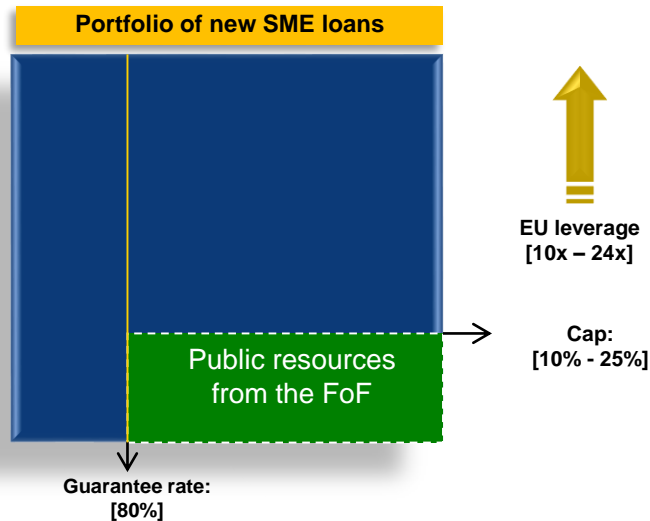 Portfolio of new SME loans
EU leverage
[10x – 24x]
Cap:
[10% - 25%]
Public resources
from the FoF
Guarantee rate:
[80%]